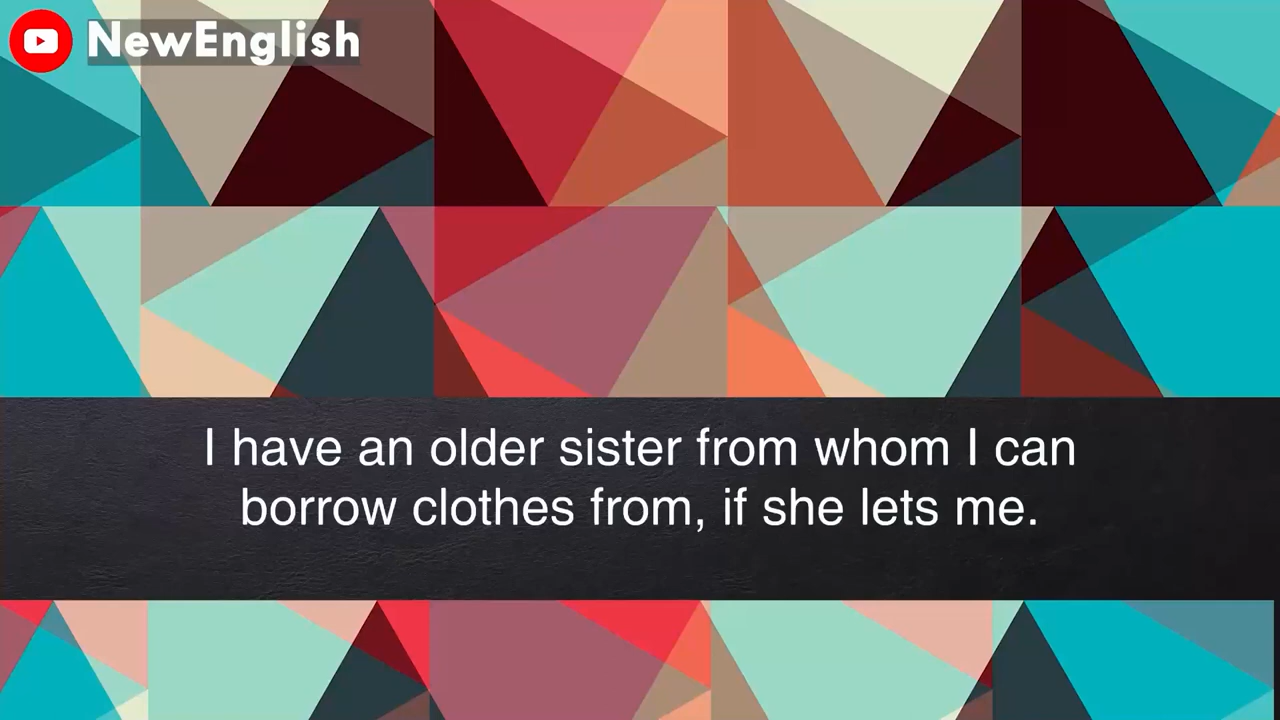 NewEnglish
I have an older sister from whom I can
borrow clothes from, if she lets me.